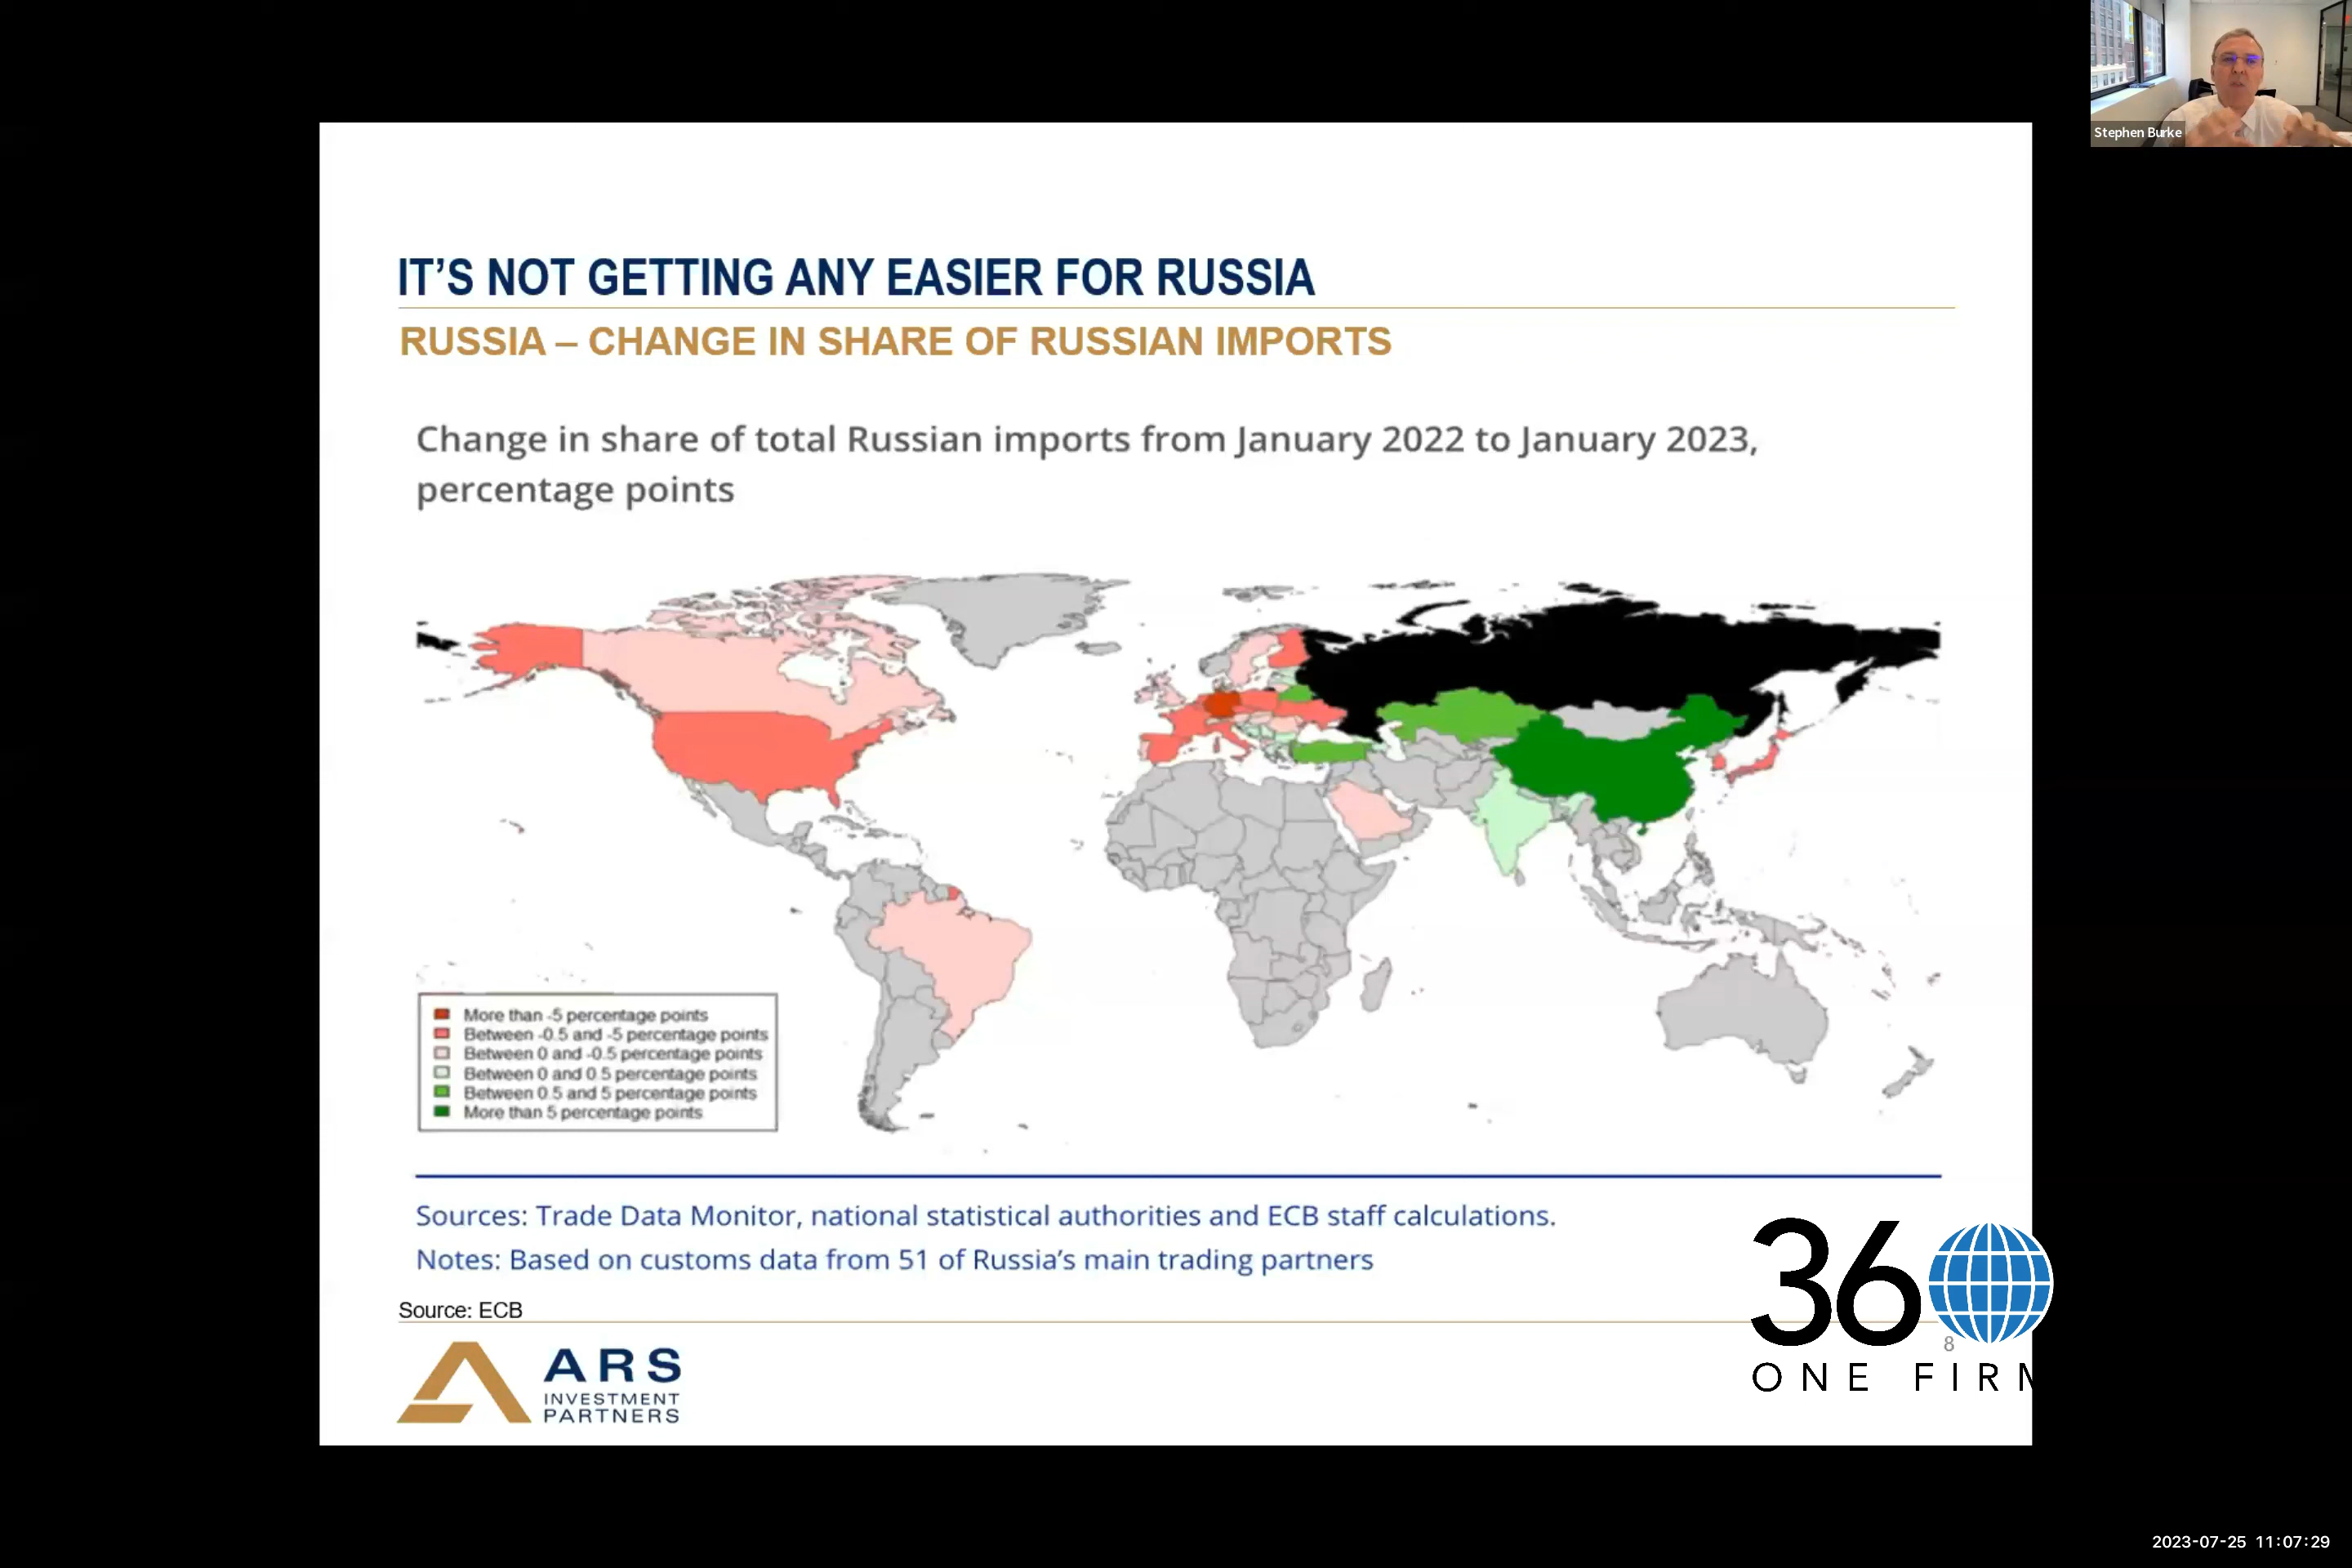 Stephen Burke
IT'S NOT GETTING ANY EASIER FOR RUSSIA
RUSSIA – CHANGE IN SHARE OF RUSSIAN IMPORTS
Change in share of total Russian imports from January 2022 to January 2023,
percentage points
More than -5 percentage points
Between -0.5 and -5 percentage points
Between 0 and -0.5 percentage points
Between 0 and 0.5 percentage points
Between 0.5 and 5 percentage points
More than 5 percentage points
Sources: Trade Data Monitor, national statistical authorities and ECB staff calculations.
Notes: Based on customs data from 51 of Russia's main trading partners
Source: ECB
ARS
INVESTMENT
PARTNERS
36
8
ONE FIRM
2023-07-25 11:07:29